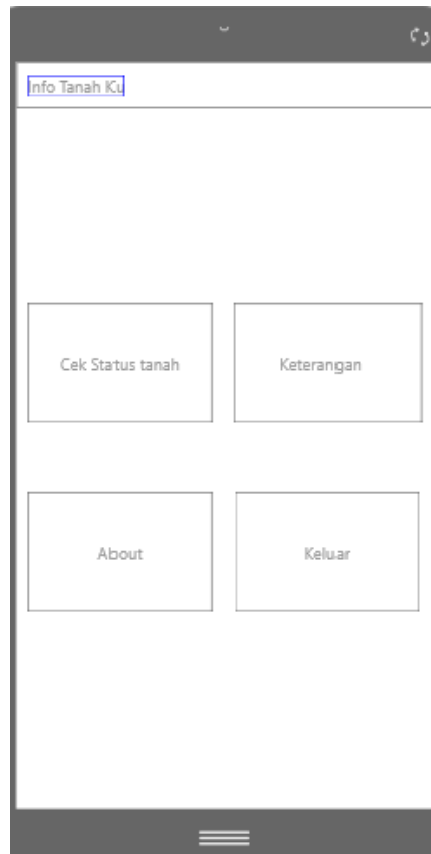 Info Tanah Ku
Cek Status tanah
Keterangan
About
Keluar